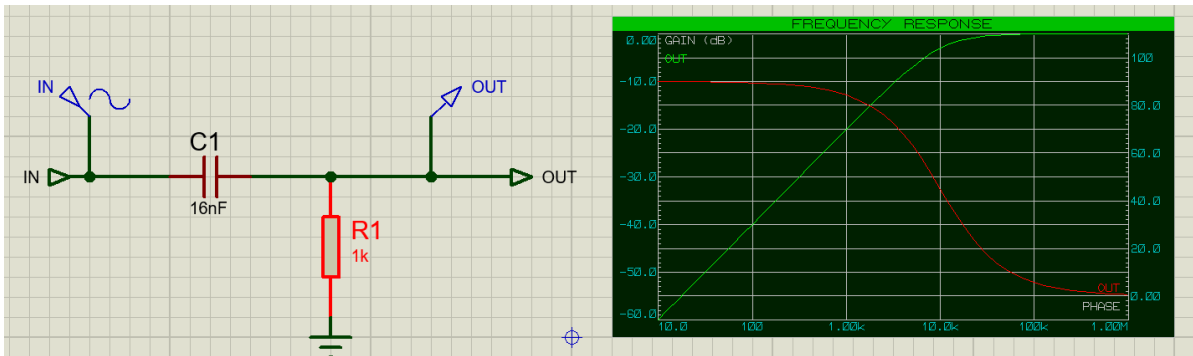 IN
OUT
C1
IN
OUT
16nF
R1
1k
FREQUENCY RESPONSE
0.00
GAIN (dB)
OUT
100
-10.0
80.0
-20.0
60.0
-30.0
40.0
-40.0
20.0
-50.0
OUT
0.00
PHASE
-60.0
10.0 100 1.00k 10.0k 100k 1.00M